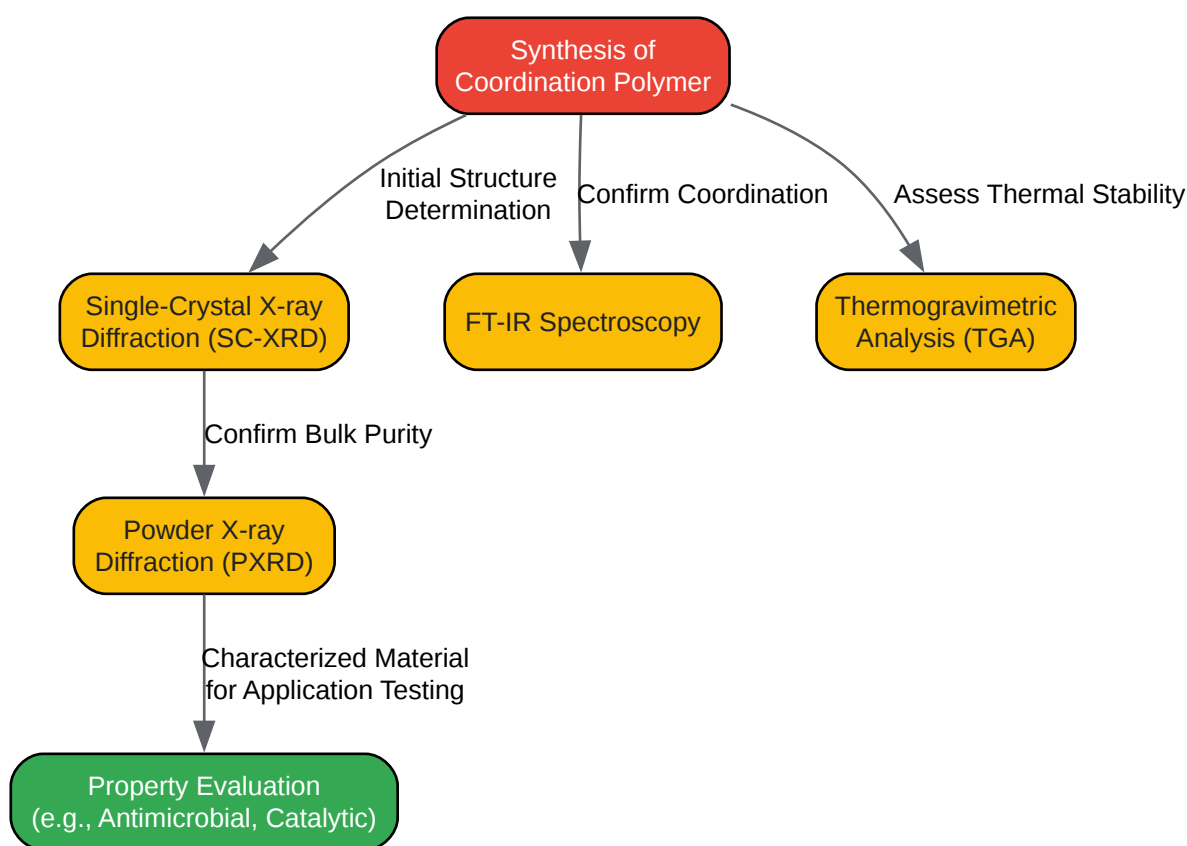 Synthesis of
Coordination Polymer
Initial Structure
Determination
Confirm Coordination
Assess Thermal Stability
Single-Crystal X-ray
Diffraction (SC-XRD)
FT-IR Spectroscopy
Thermogravimetric
Analysis (TGA)
Confirm Bulk Purity
Powder X-ray
Diffraction (PXRD)
Characterized Material
for Application Testing
Property Evaluation
(e.g., Antimicrobial, Catalytic)